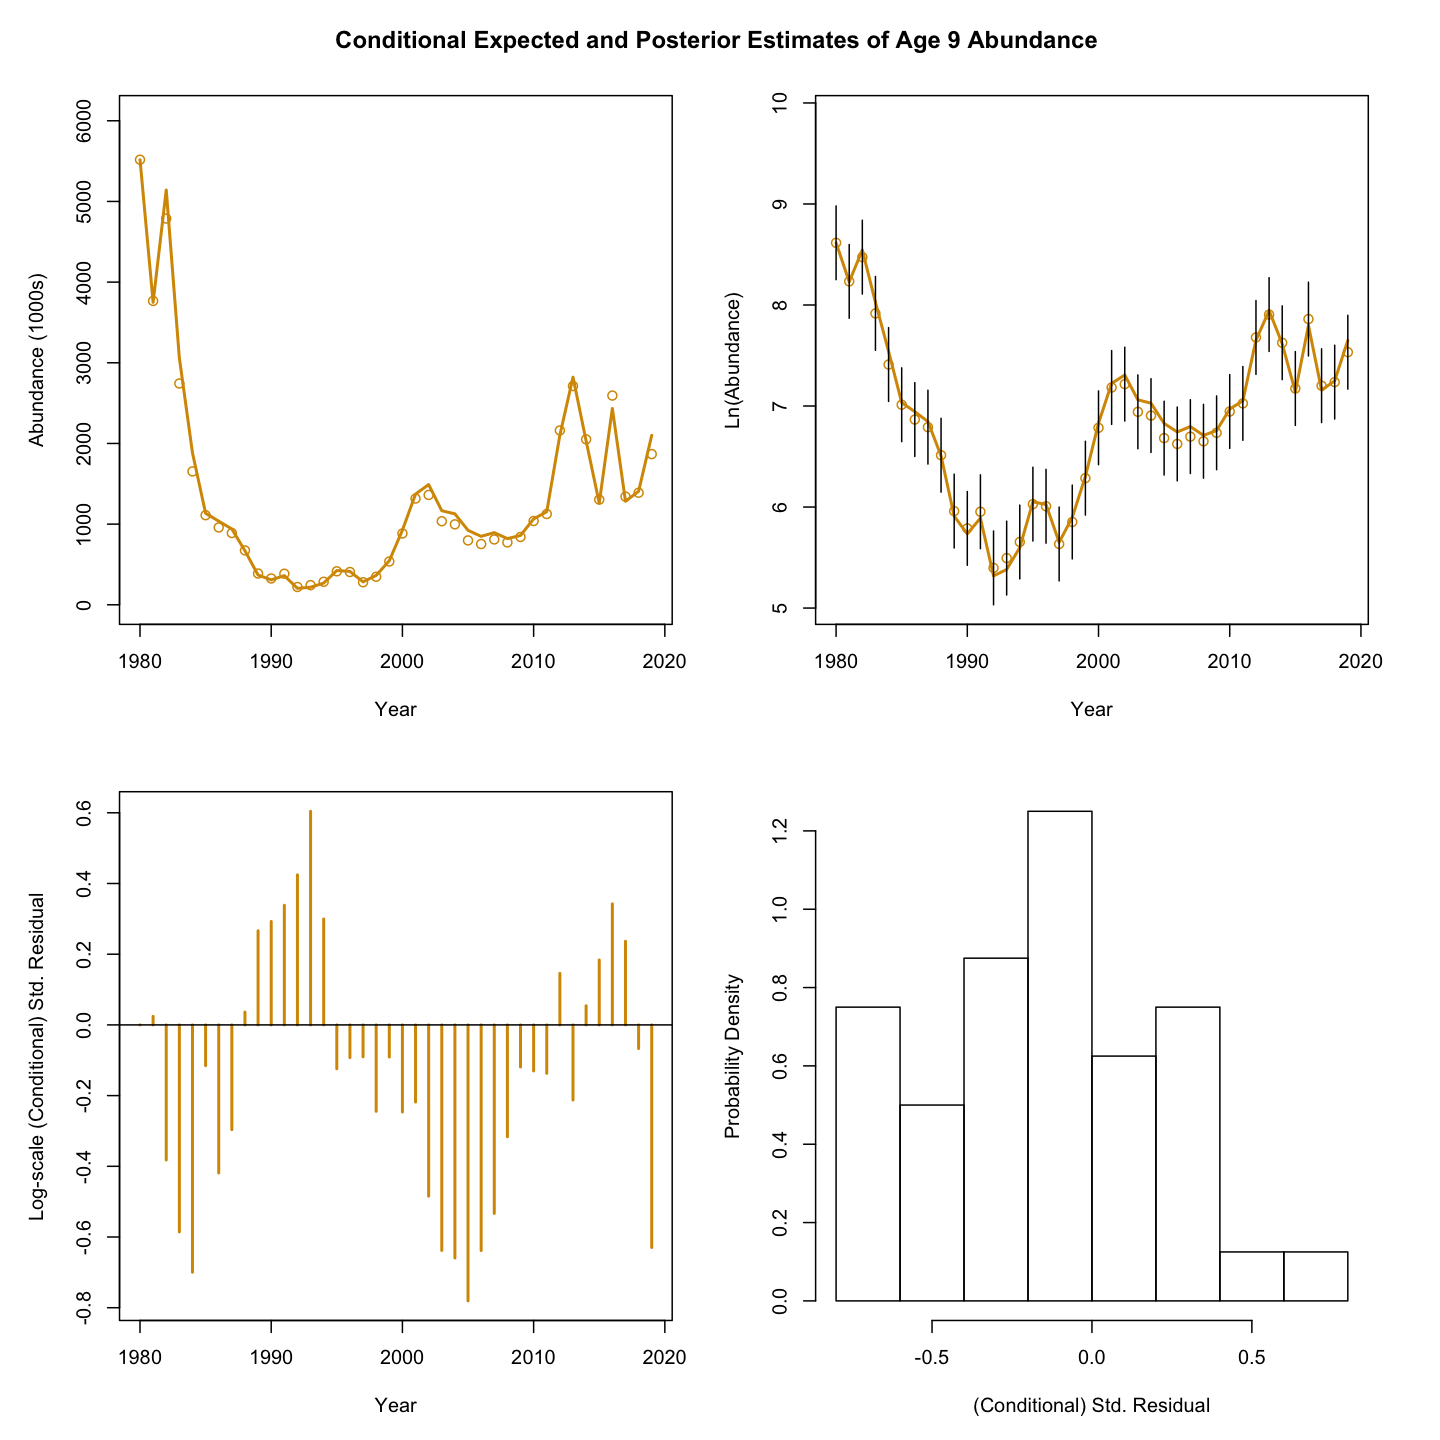 Conditional Expected and Posterior Estimates of Age 9 Abundance
Abundance (1000s)
0 1000 2000 3000 4000 5000 6000
1980 1990 2000 2010 2020
Year
Ln(Abundance)
5 6 7 8 9 10
1980 1990 2000 2010 2020
Year
Log-scale (Conditional) Std. Residual
-0.8 -0.6 -0.4 -0.2 0.0 0.2 0.4 0.6
1980 1990 2000 2010 2020
Year
Probability Density
0.0 0.2 0.4 0.6 0.8 1.0 1.2
-0.5 0.0 0.5
(Conditional) Std. Residual